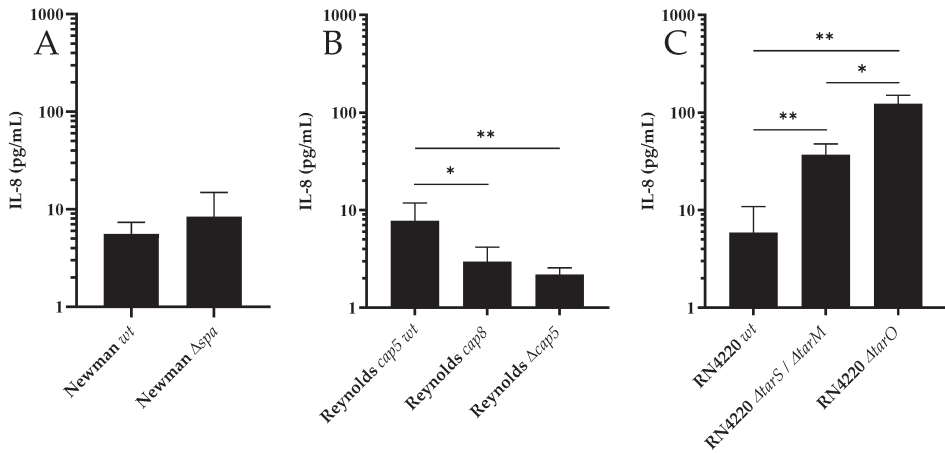 A
IL-8 (pg/mL)
1000
100
10
1
Newman wt
Newman Δspa
B
IL-8 (pg/mL)
1000
100
10
1
**
*
Reynolds cap5 wt
Reynolds cap8
Reynolds Δcap5
C
IL-8 (pg/mL)
1000
100
10
1
**
*
**
RN4220 wt
RN4220 ΔtarS / ΔtarM
RN4220 ΔtarO